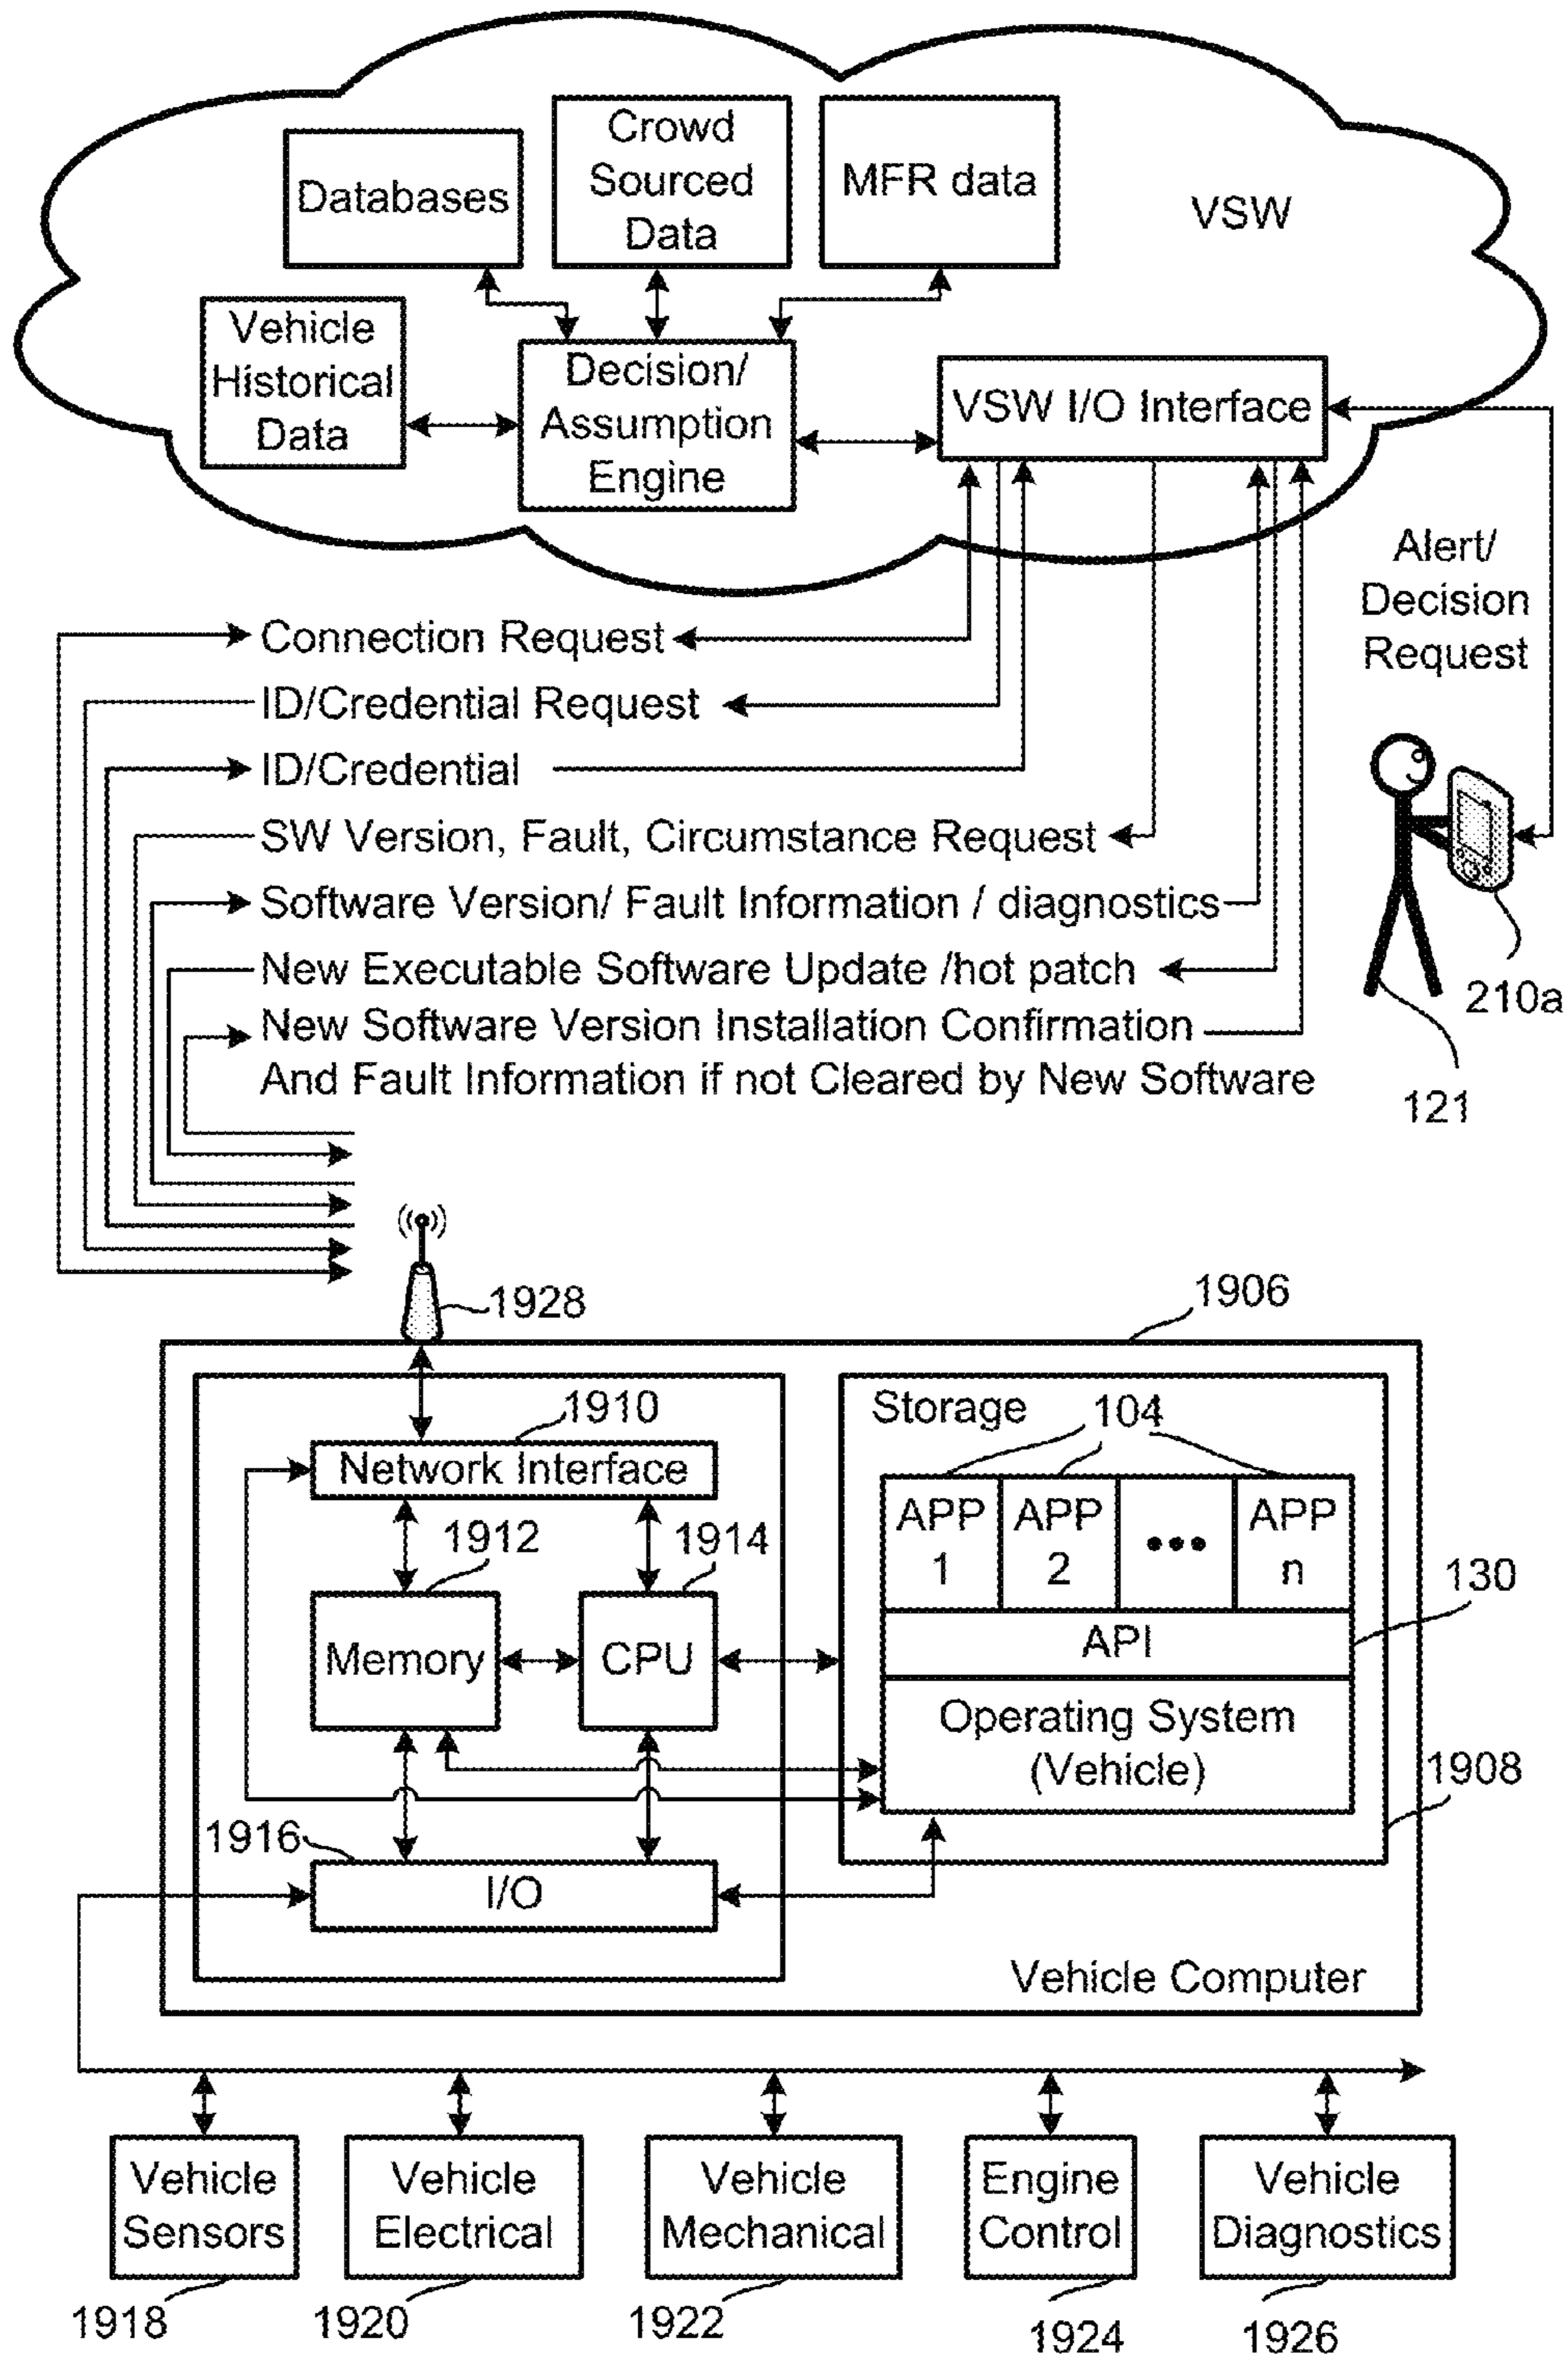 Databases
Crowd
Sourced
Data
MFR data
VSW
Vehicle
Historical
Data
Decision/
Assumption
Engine
VSW I/O Interface
Alert/
Decision
Request
Connection Request
ID/Credential Request
ID/Credential
SW Version, Fault, Circumstance Request
Software Version/ Fault Information / diagnostics
New Executable Software Update /hot patch
New Software Version Installation Confirmation
And Fault Information if not Cleared by New Software
210a
121
1928
1906
1910
Network Interface
1912
1914
Memory
CPU
Storage
104
APP
1
APP
2
•••
APP
n
130
API
Operating System
(Vehicle)
1908
1916
I/O
Vehicle Computer
Vehicle
Sensors
Vehicle
Electrical
Vehicle
Mechanical
Engine
Control
Vehicle
Diagnostics
1918
1920
1922
1924
1926